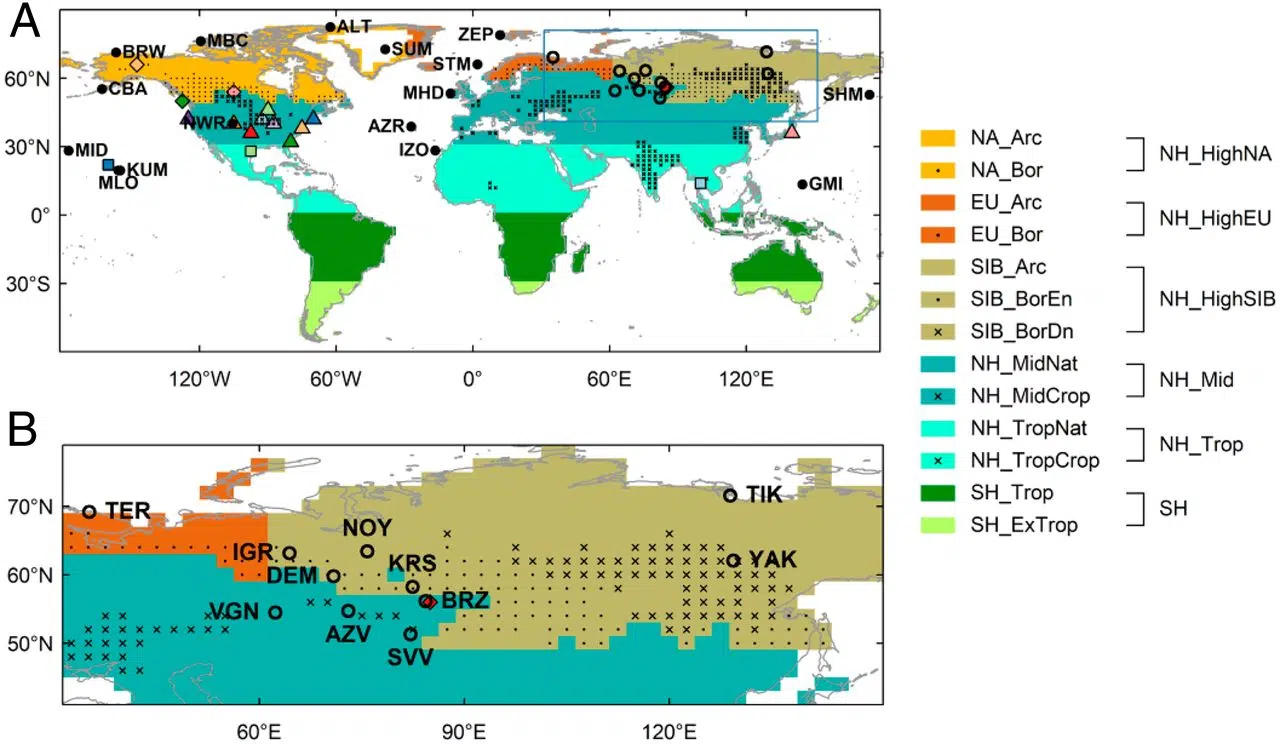 A
ALT
ZEP
MBC
BRW
SUM
STM
60°N
CBA
MHD
SHM
NWR
AZR
30°N
MID
IZO
KUM
MLO
GMI
0°
30°S
120°W 60°W 0° 60°E 120°E
B
70°N
TER
TIK
NOY
IGR
YAK
KRS
60°N
DEM
BRZ
VGN
AZV
50°N
SVV
60°E 90°E 120°E
NA_Arc
NA_Bor
NH_HighNA
EU_Arc
EU_Bor
NH_HighEU
SIB_Arc
SIB_BorEn
SIB_BorDn
NH_HighSIB
NH_MidNat
NH_MidCrop
NH_Mid
NH_TropNat
NH_TropCrop
NH_Trop
SH_Trop
SH_ExTrop
SH